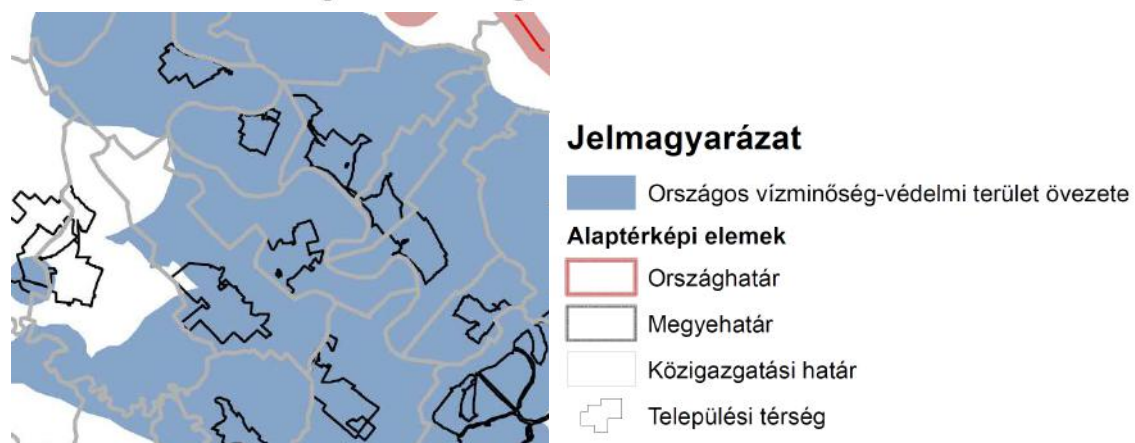 Jelmagyarázat
Országos vízminőség-védelmi terület övezete
Alaptérképi elemek
Országhatár
Megyehatár
Közigazgatási határ
Települési térség